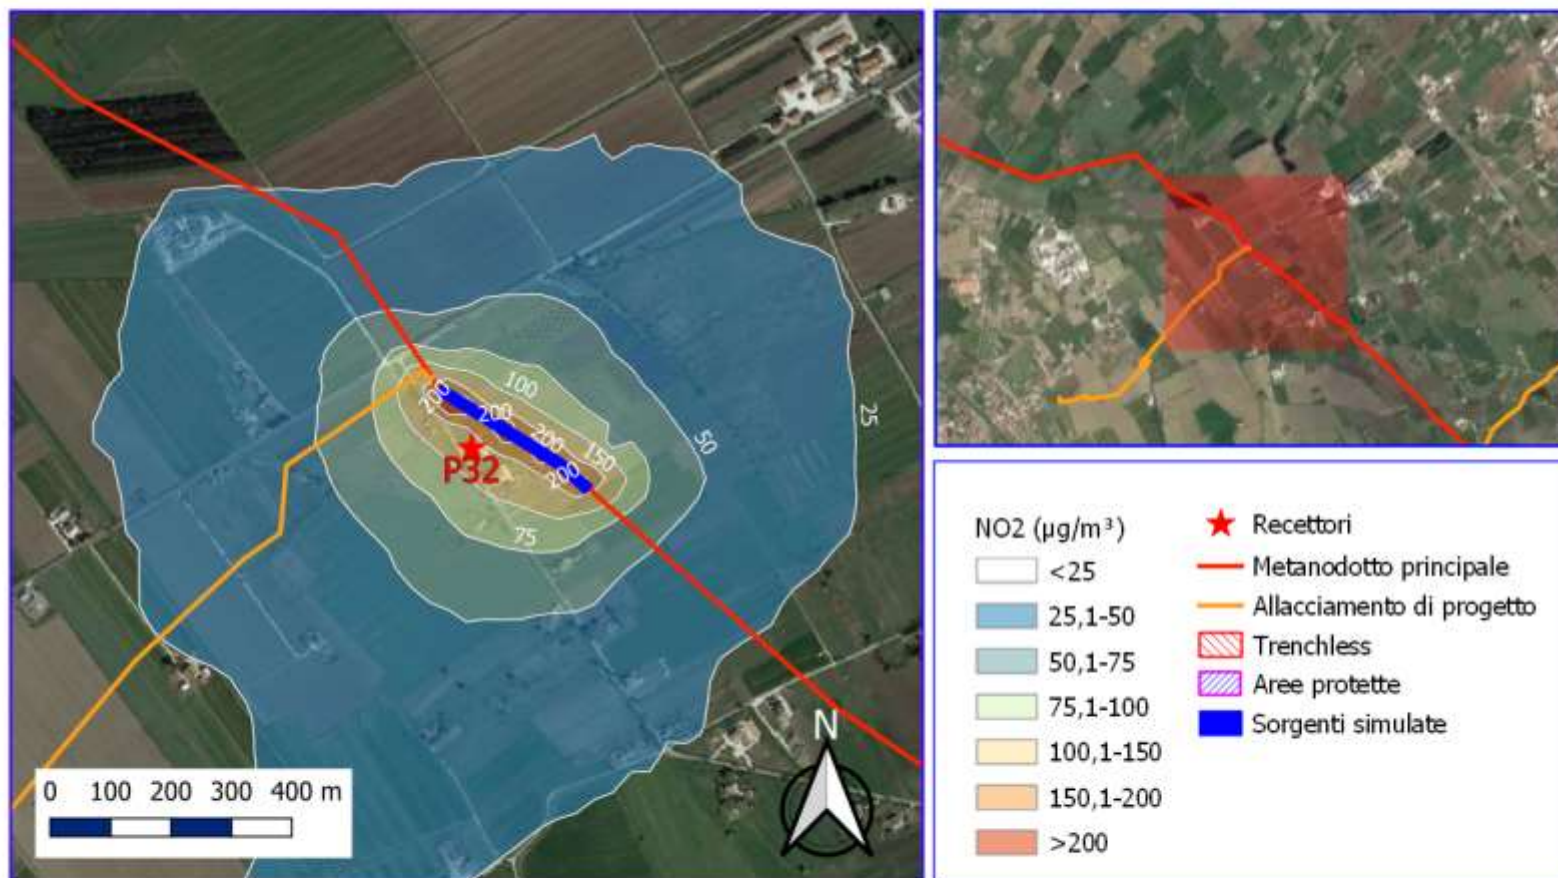 100
200
200
200
150
200
P32
75
50
25
N
0 100 200 300 400 m
NO2 (µg/m³)
<25
25,1-50
50,1-75
75,1-100
100,1-150
150,1-200
>200
Recettori
Metanodotto principale
Allacciamento di progetto
Trenchless
Aree protette
Sorgenti simulate